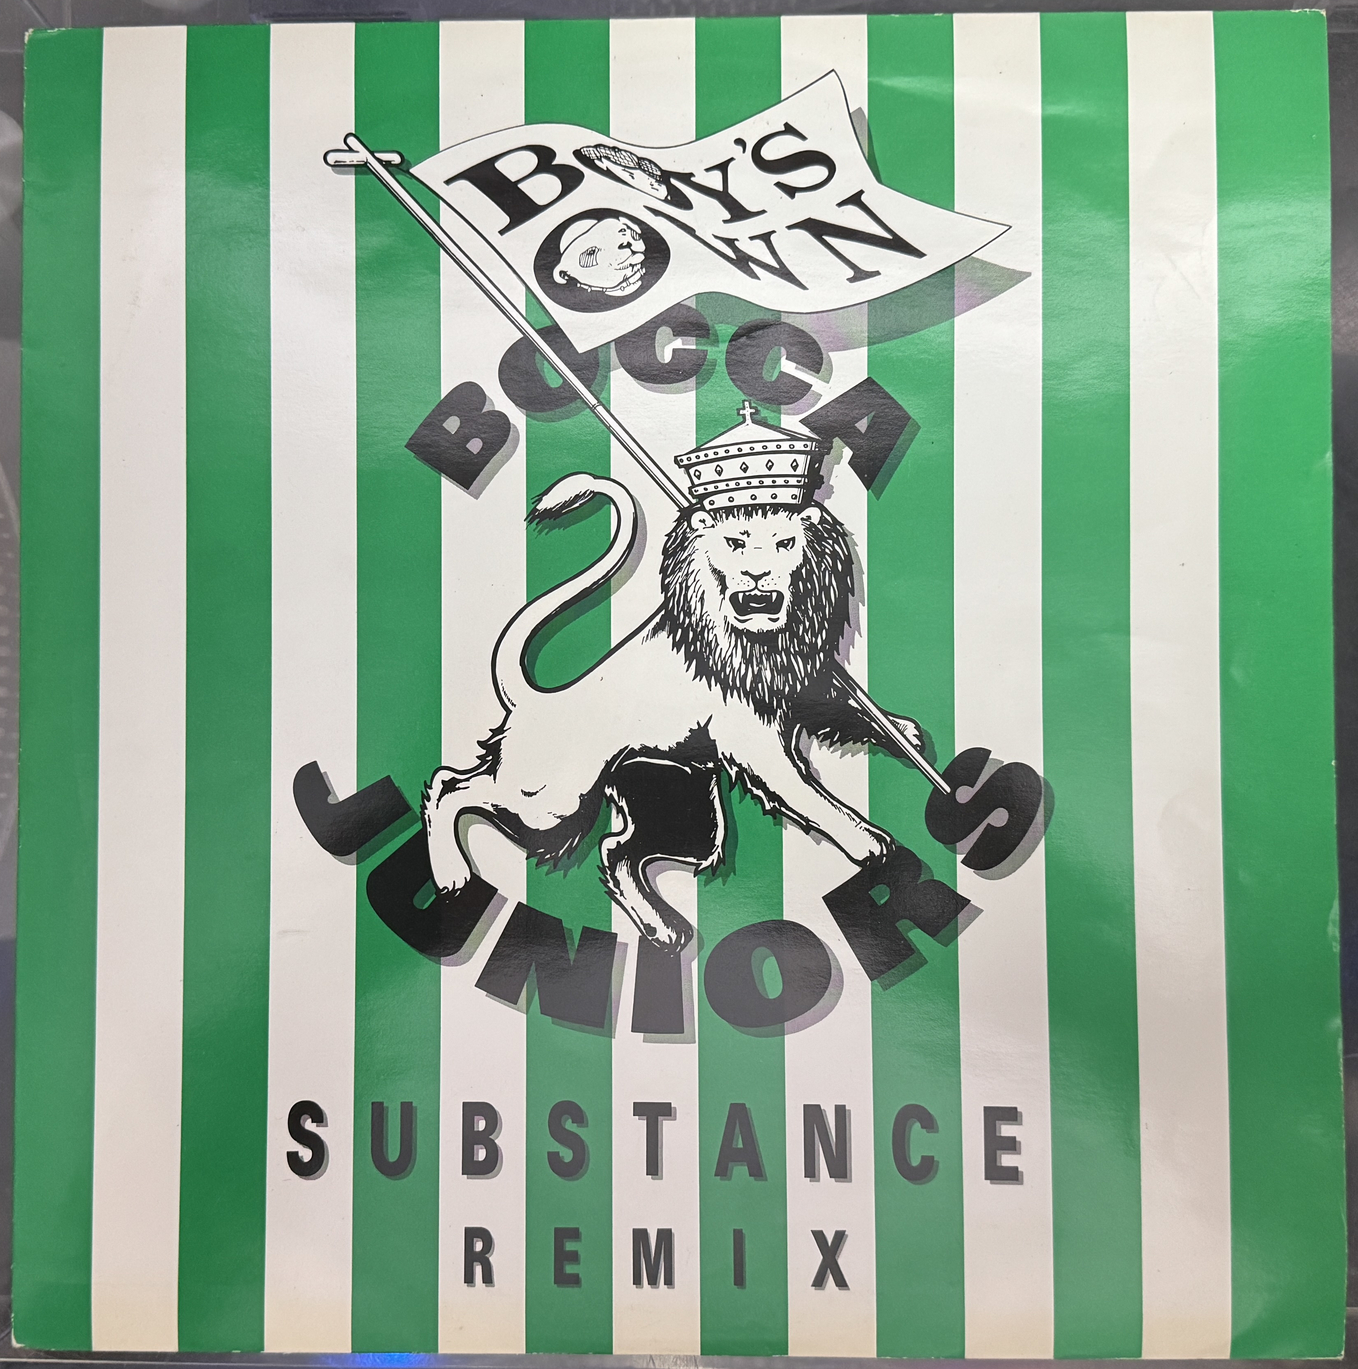 BOY'S
OWN
BOCCA
JUNIORS
SUBSTANCE
REMIX